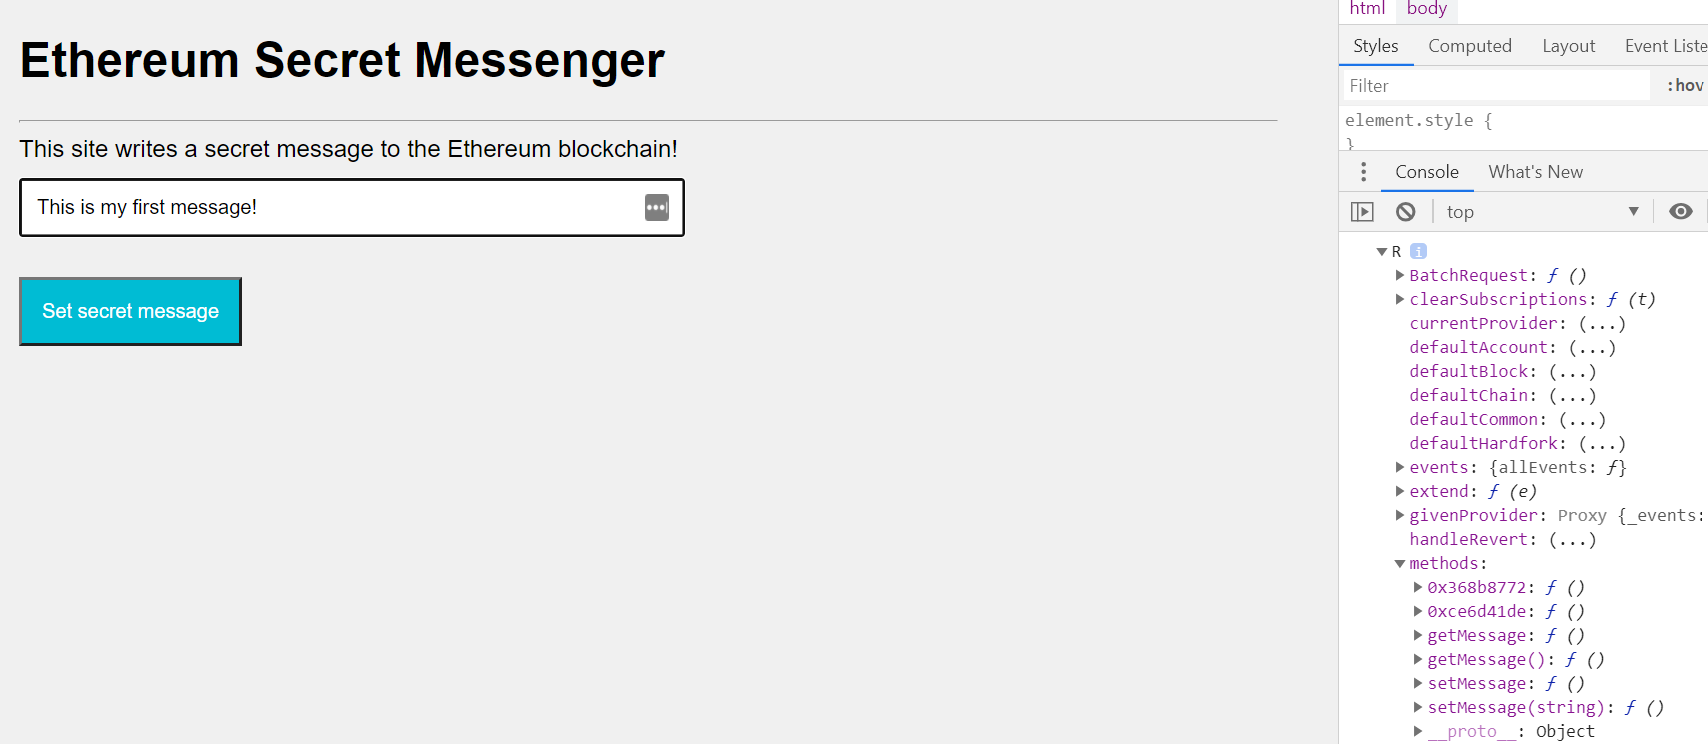 Ethereum Secret Messenger
This site writes a secret message to the Ethereum blockchain!
This is my first message!
Set secret message
html body
Styles Computed Layout Event Liste
Filter :hov
element.style {
}
Console What's New
top
R i
BatchRequest: ƒ ()
clearSubscriptions: ƒ (t)
currentProvider: (...)
defaultAccount: (...)
defaultBlock: (...)
defaultChain: (...)
defaultCommon: (...)
defaultHardfork: (...)
events: {allEvents: ƒ}
extend: ƒ (e)
givenProvider: Proxy {_events:
handleRevert: (...)
methods:
0x368b8772: ƒ ()
0xce6d41de: ƒ ()
getMessage: ƒ ()
getMessage(): ƒ ()
setMessage: ƒ ()
setMessage(string): ƒ ()
__proto__: Object